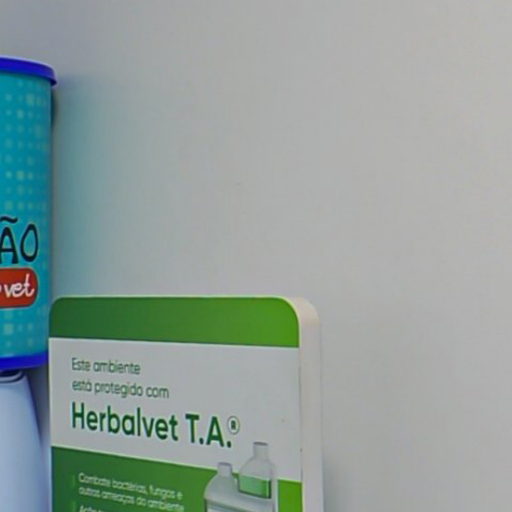 ÃO
vet
Este ambiente
está protegido com
Herbalvet T.A.®
Combate bactérias, fungos e
outras ameaças do ambiente